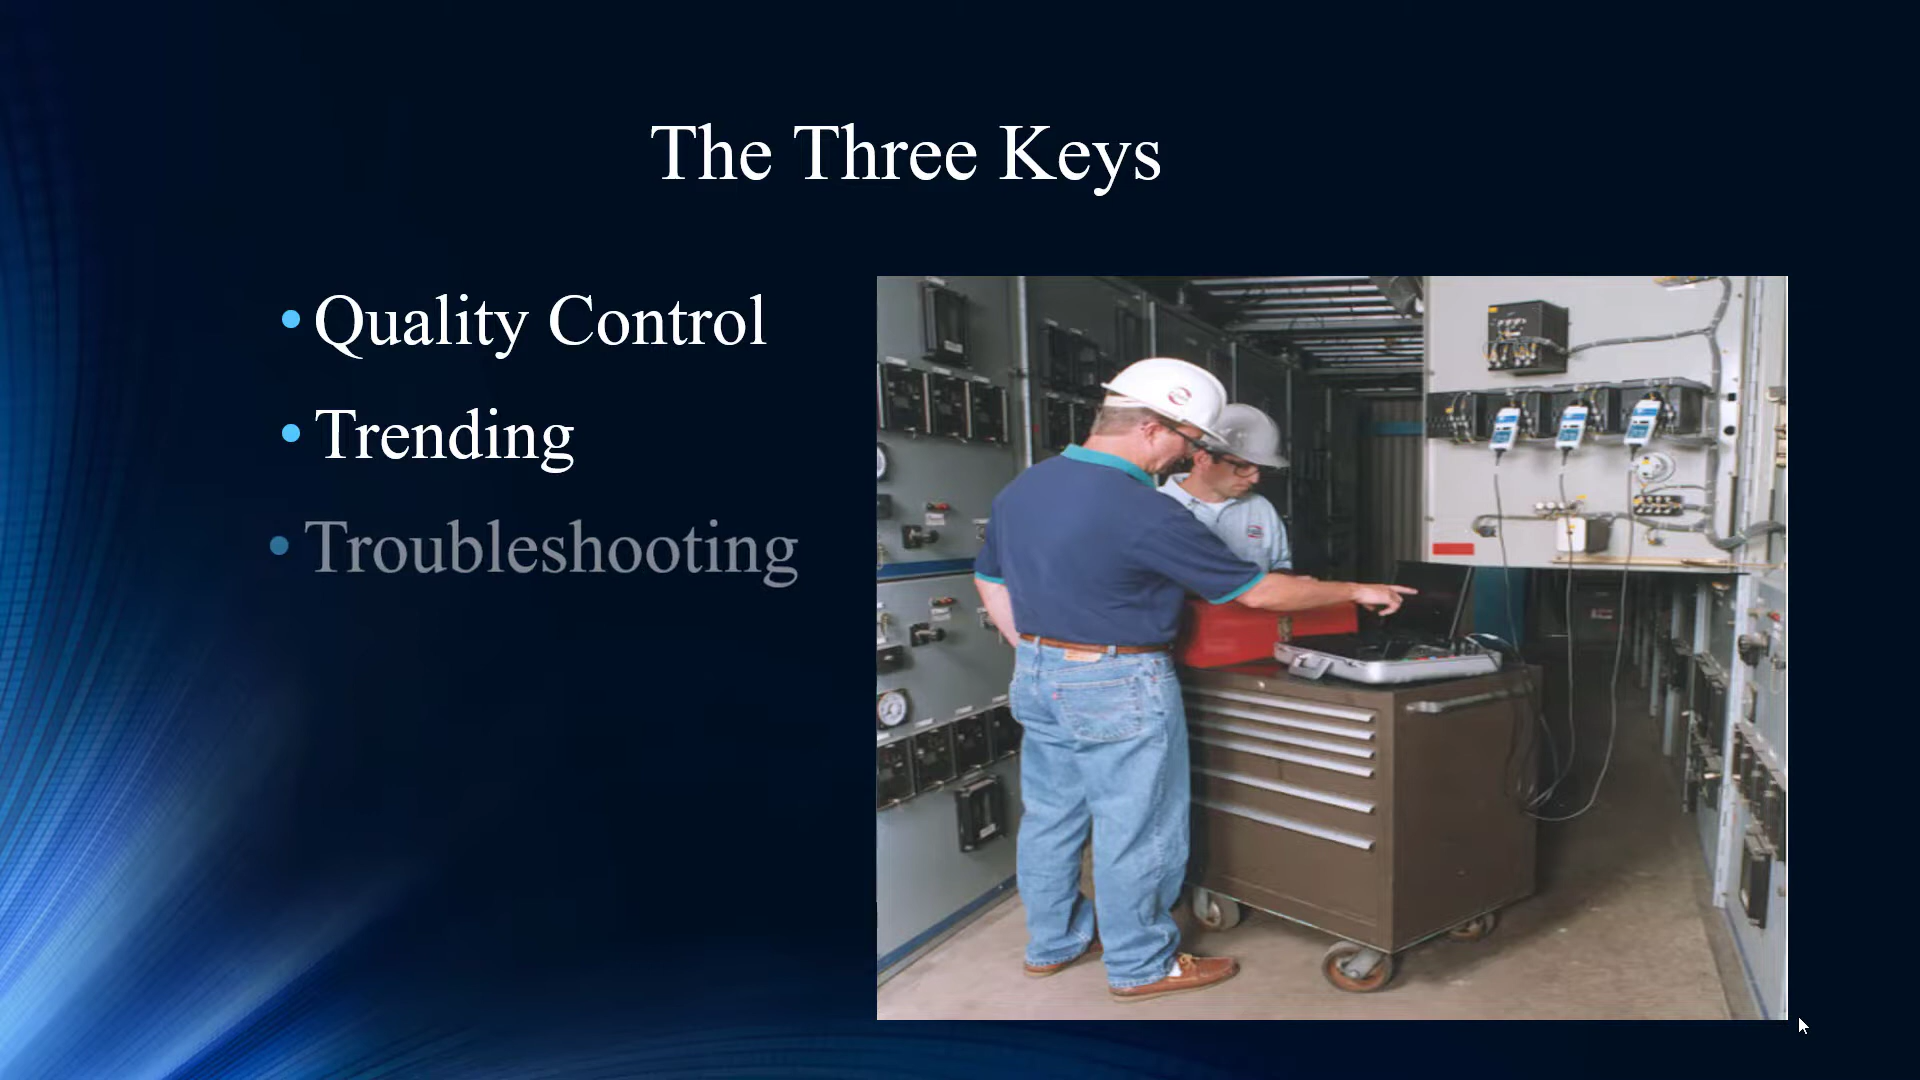 The Three Keys
Quality Control
Trending
Troubleshooting